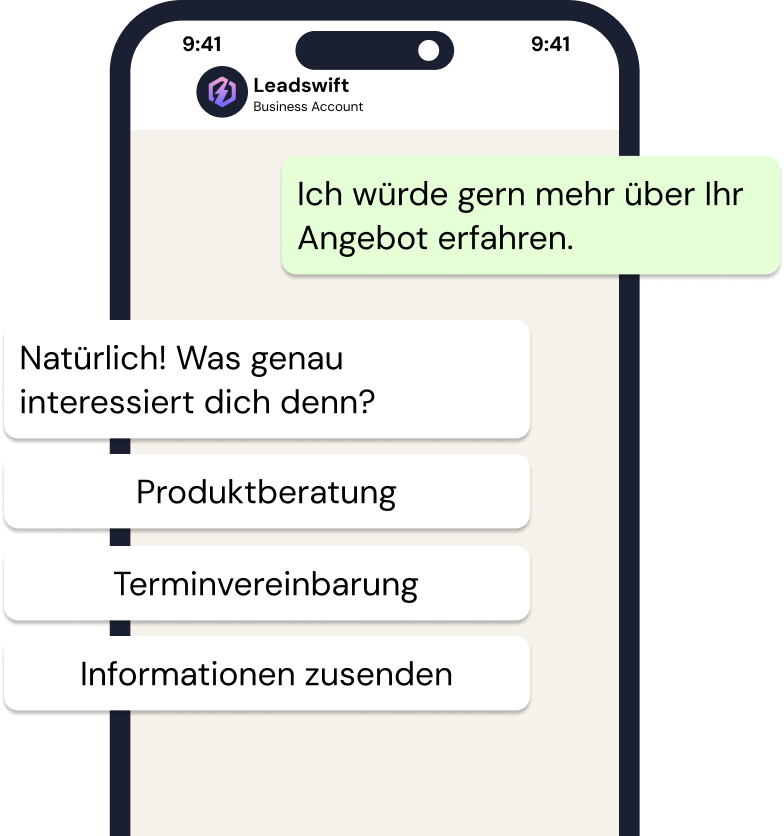 9:41
9:41
Leadswift
Business Account
Ich würde gern mehr über Ihr
Angebot erfahren.
Natürlich! Was genau
interessiert dich denn?
Produktberatung
Terminvereinbarung
Informationen zusenden